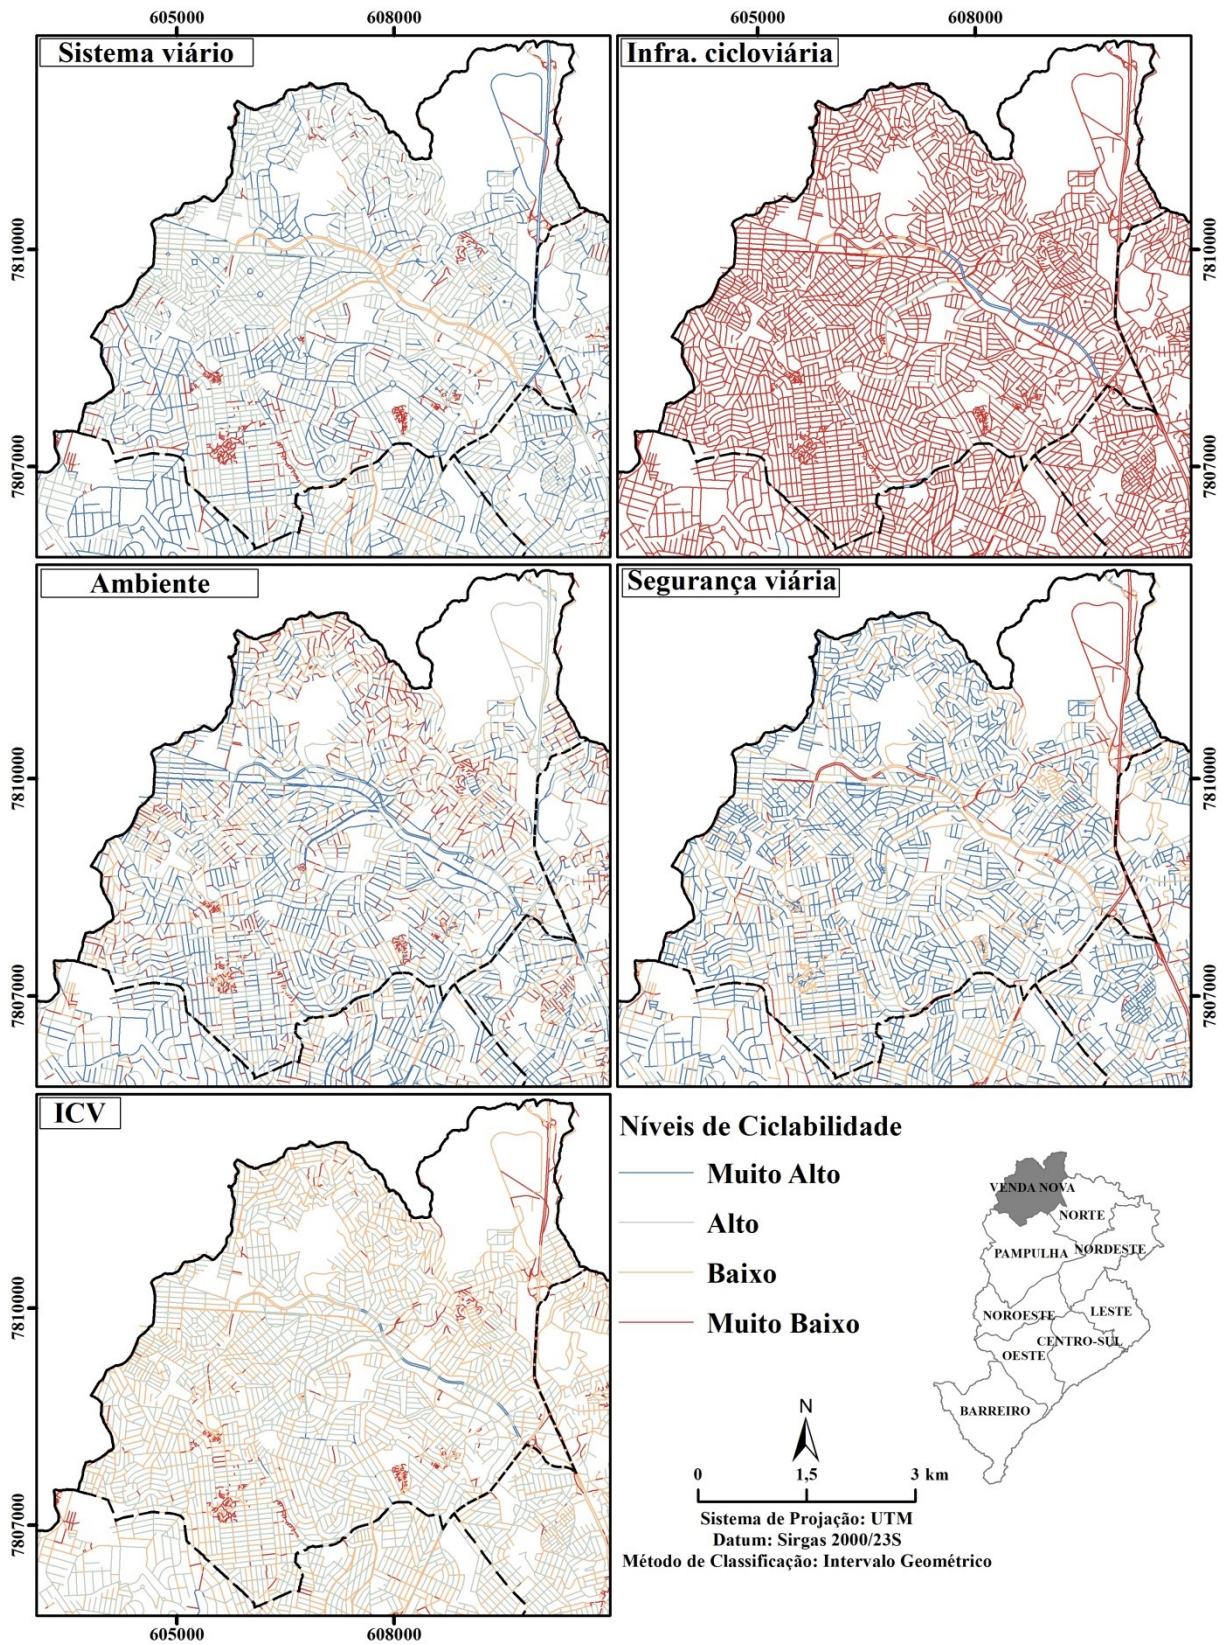 605000
608000
605000
608000
Sistema viário
Infra. cicloviária
7810000
7810000
7807000
7807000
Ambiente
Segurança viária
7810000
7810000
7807000
7807000
ICV
Níveis de Ciclabilidade
Muito Alto
Alto
Baixo
Muito Baixo
7810000
7807000
VENDA NOVA
NORTE
PAMPULHA
NORDESTE
NOROESTE
LESTE
CENTRO-SUL
OESTE
BARREIRO
N
0
1,5
3 km
Sistema de Projação: UTM
Datum: Sirgas 2000/23S
Método de Classificação: Intervalo Geométrico
605000
608000